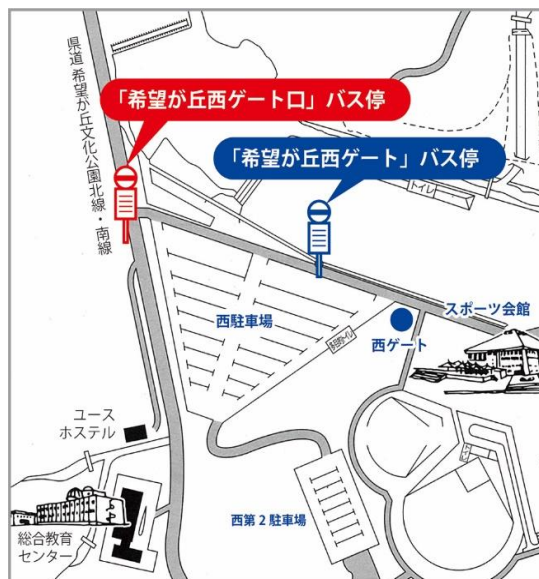 県道 希望が丘文化公園北線・南線
「希望が丘西ゲート口」バス停
「希望が丘西ゲート」バス停
トイレ
西駐車場
スポーツ会館
西ゲート
ユース
ホステル
トイレ
西第2駐車場
総合教育
センター